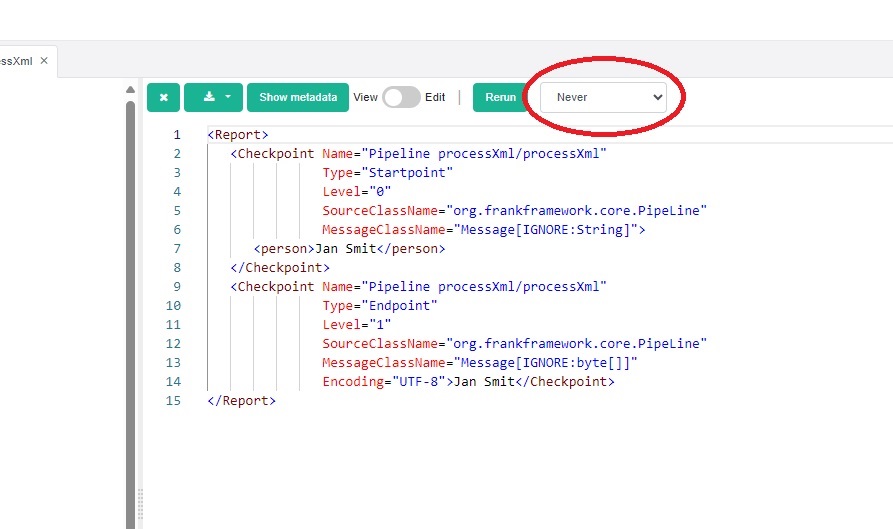 essXml ×
Show metadata View Edit | Rerun Never
1 <Report>
2 <Checkpoint Name="Pipeline processXml/processXml"
3 Type="Startpoint"
4 Level="0"
5 SourceClassName="org.frankframework.core.PipeLine"
6 MessageClassName="Message[IGNORE:String]">
7 <person>Jan Smit</person>
8 </Checkpoint>
9 <Checkpoint Name="Pipeline processXml/processXml"
10 Type="Endpoint"
11 Level="1"
12 SourceClassName="org.frankframework.core.PipeLine"
13 MessageClassName="Message[IGNORE:byte[]]"
14 Encoding="UTF-8">Jan Smit</Checkpoint>
15 </Report>